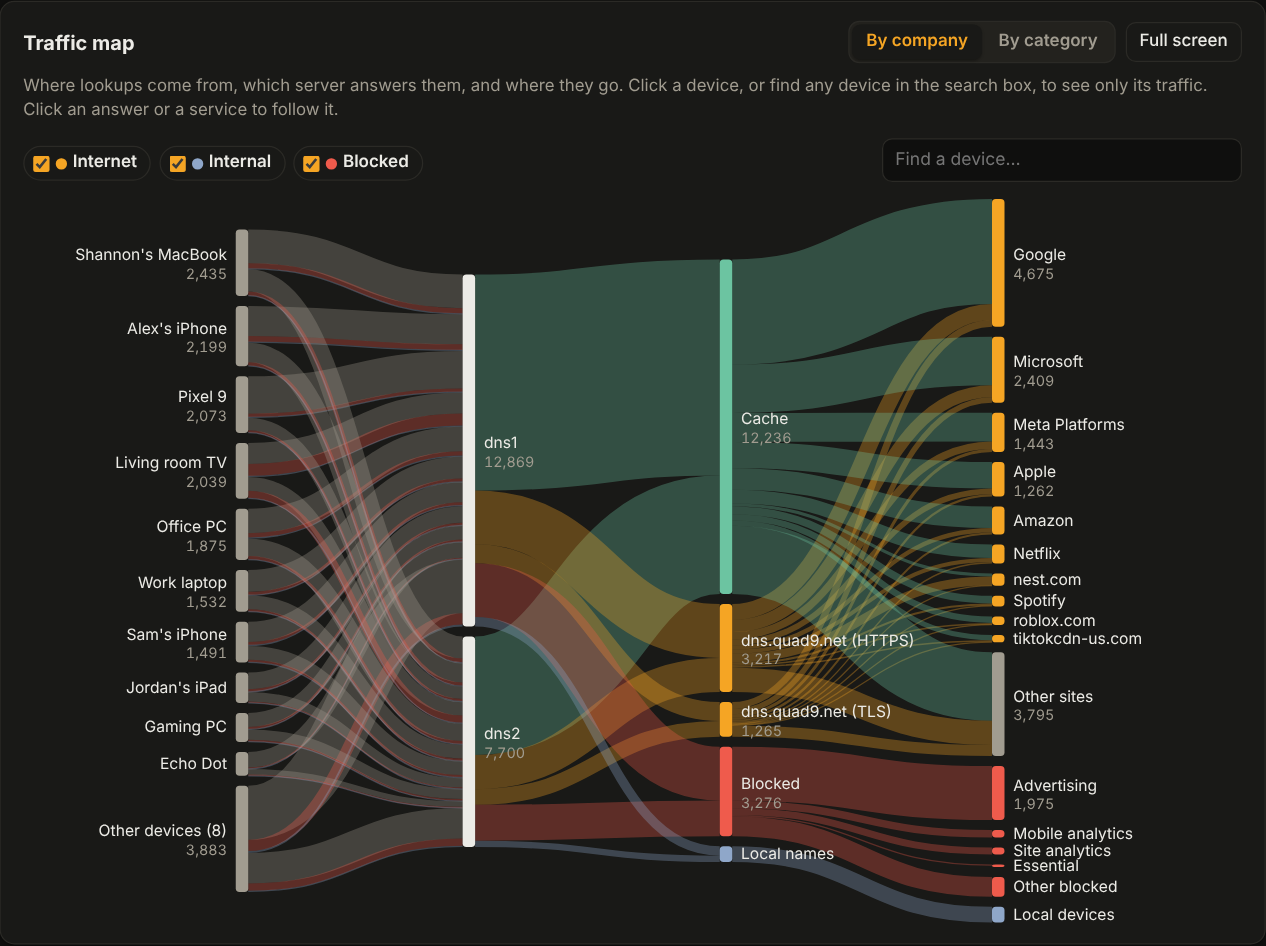 Traffic map
By company
By category
Full screen
Where lookups come from, which server answers them, and where they go. Click a device, or find any device in the search box, to see only its traffic.
Click an answer or a service to follow it.
Internet
Internal
Blocked
Find a device...
Shannon's MacBook
2,435
Alex's iPhone
2,199
Pixel 9
2,073
Living room TV
2,039
Office PC
1,875
Work laptop
1,532
Sam's iPhone
1,491
Jordan's iPad
Gaming PC
Echo Dot
Other devices (8)
3,883
dns1
12,869
dns2
7,700
Cache
12,236
dns.quad9.net (HTTPS)
3,217
dns.quad9.net (TLS)
1,265
Blocked
3,276
Local names
Google
4,675
Microsoft
2,409
Meta Platforms
1,443
Apple
1,262
Amazon
Netflix
nest.com
Spotify
roblox.com
tiktokcdn-us.com
Other sites
3,795
Advertising
1,975
Mobile analytics
Site analytics
Essential
Other blocked
Local devices